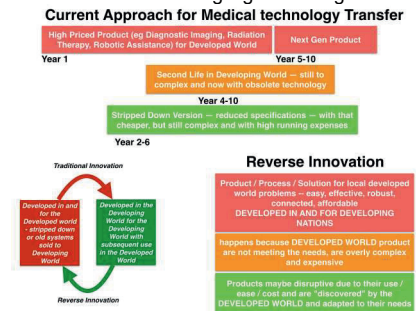 Current Approach for Medical technology Transfer
High Priced Product (eg Diagnostic Imaging, Radiation
Therapy, Robotic Assistance) for Developed World
Next Gen Product
Year 1
Year 5-10
Second Life in Developing World — still to
complex and now with obsolete technology
Year 4-10
Stripped Down Version — reduced specifications — with that
cheaper, but still complex and with high running expenses
Year 2-6
Traditional Innovation
Developed in and
for the
Developed world
- stripped down
or old systems
sold to
Developing
World
Developed in the
Developing
World for the
Developing
World with
subsequent use
in the Developed
World
Reverse Innovation
Reverse Innovation
Product / Process / Solution for local developed
world problems — easy, effective, robust,
connected, affordable
DEVELOPED IN AND FOR DEVELOPING
NATIONS
happens because DEVELOPED WORLD product
are not meeting the needs, are overly complex
and expensive
Products maybe disruptive due to their use /
ease / cost and are "discovered" by the
DEVELOPED WORLD and adapted to their needs